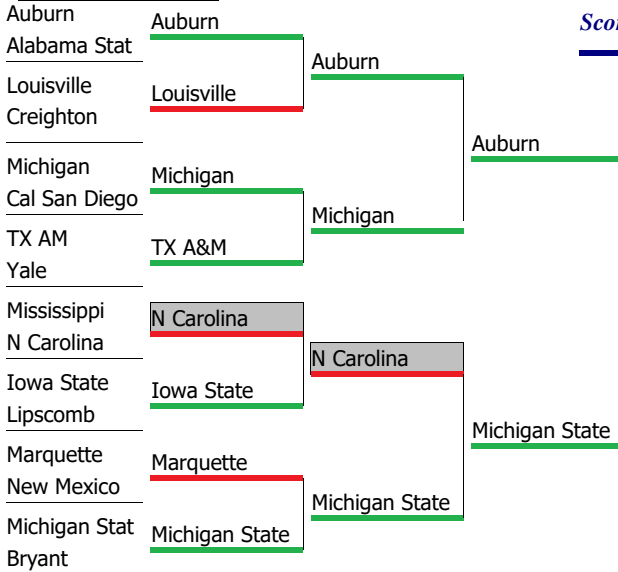 Auburn
Alabama Stat
Louisville
Creighton
Michigan
Cal San Diego
TX AM
Yale
Mississippi
N Carolina
Iowa State
Lipscomb
Marquette
New Mexico
Michigan Stat
Bryant
Auburn
Louisville
Michigan
TX A&M
N Carolina
Iowa State
Marquette
Michigan State
Auburn
Michigan
N Carolina
Michigan State
Auburn
Michigan State